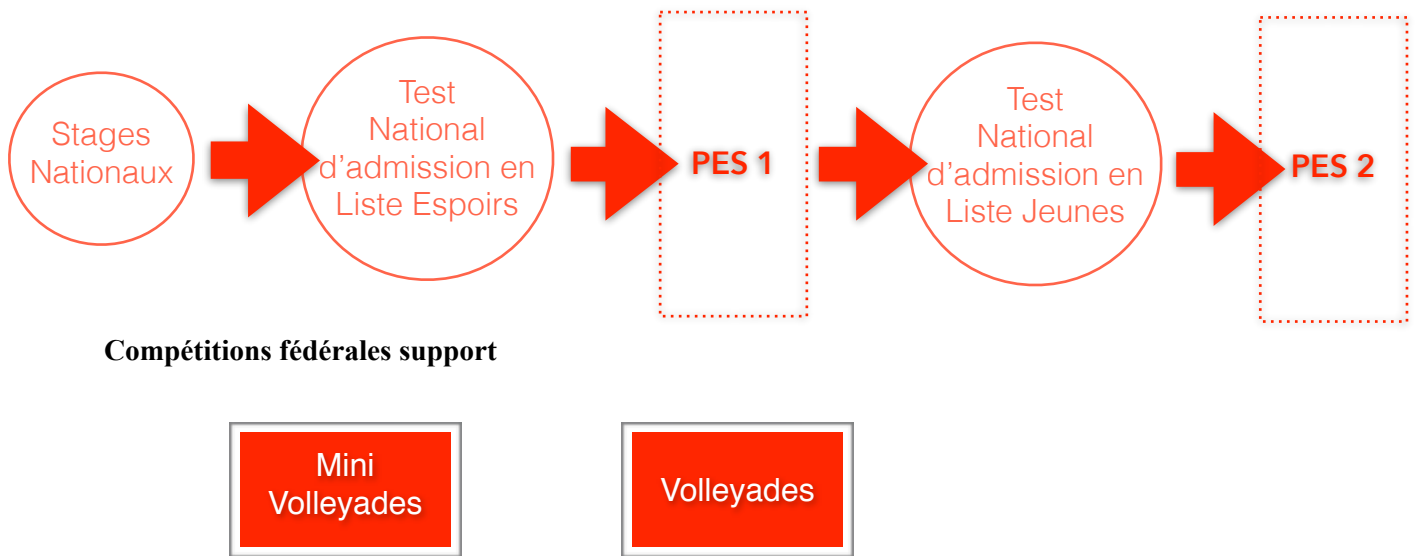 Stages
Nationaux
Test
National
d'admission en
Liste Espoirs
PES 1
Test
National
d'admission en
Liste Jeunes
PES 2
Compétitions fédérales support
Mini
Volleyades
Volleyades